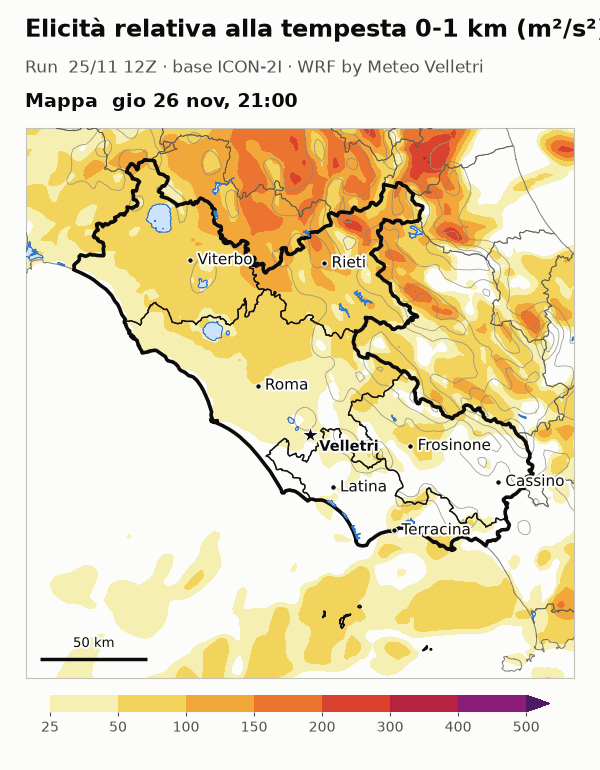 Elicità relativa alla tempesta 0-1 km (m²/s²)
Run  25/11 12Z · base ICON-2I · WRF by Meteo Velletri
Mappa  gio 26 nov, 21:00
Viterbo
Rieti
Roma
Velletri
Frosinone
Latina
Cassino
Terracina
50 km
25 50 100 150 200 300 400 500